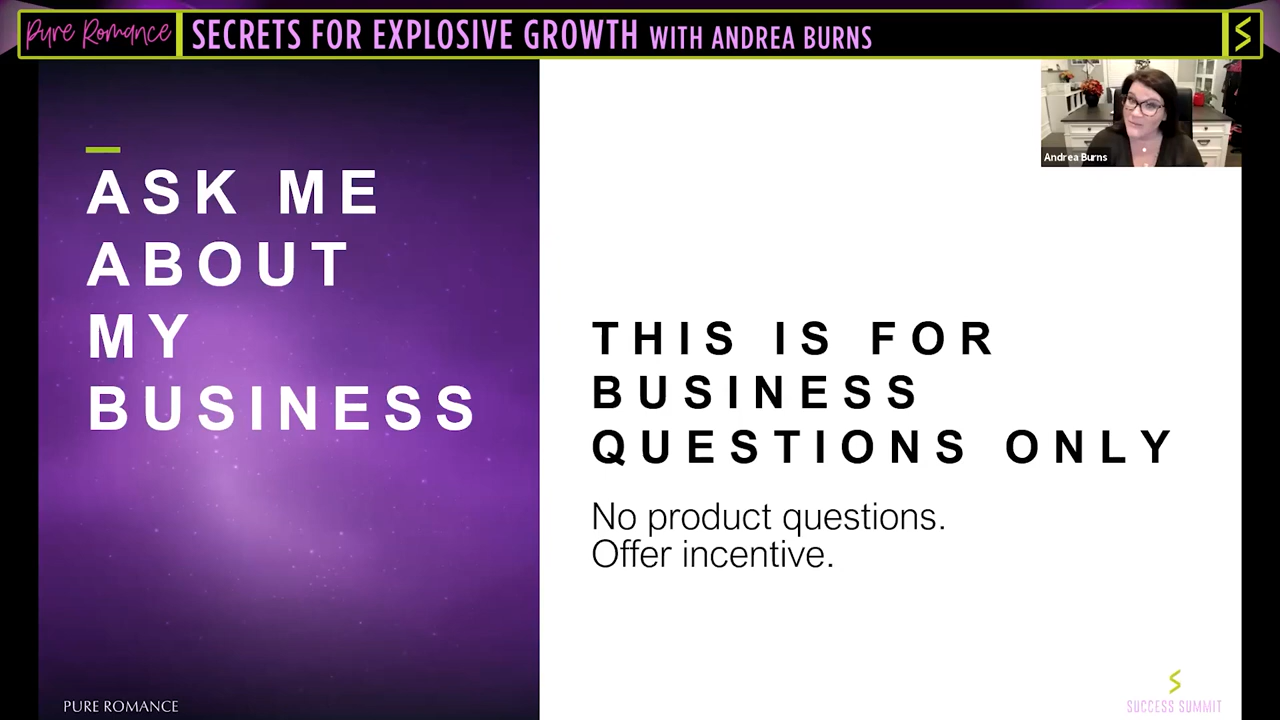 Pure Romance SECRETS FOR EXPLOSIVE GROWTH WITH ANDREA BURNS
Andrea Burns
ASK ME
ABOUT
MY
BUSINESS
THIS IS FOR
BUSINESS
QUESTIONS ONLY
No product questions.
Offer incentive.
PURE ROMANCE
SUCCESS SUMMIT